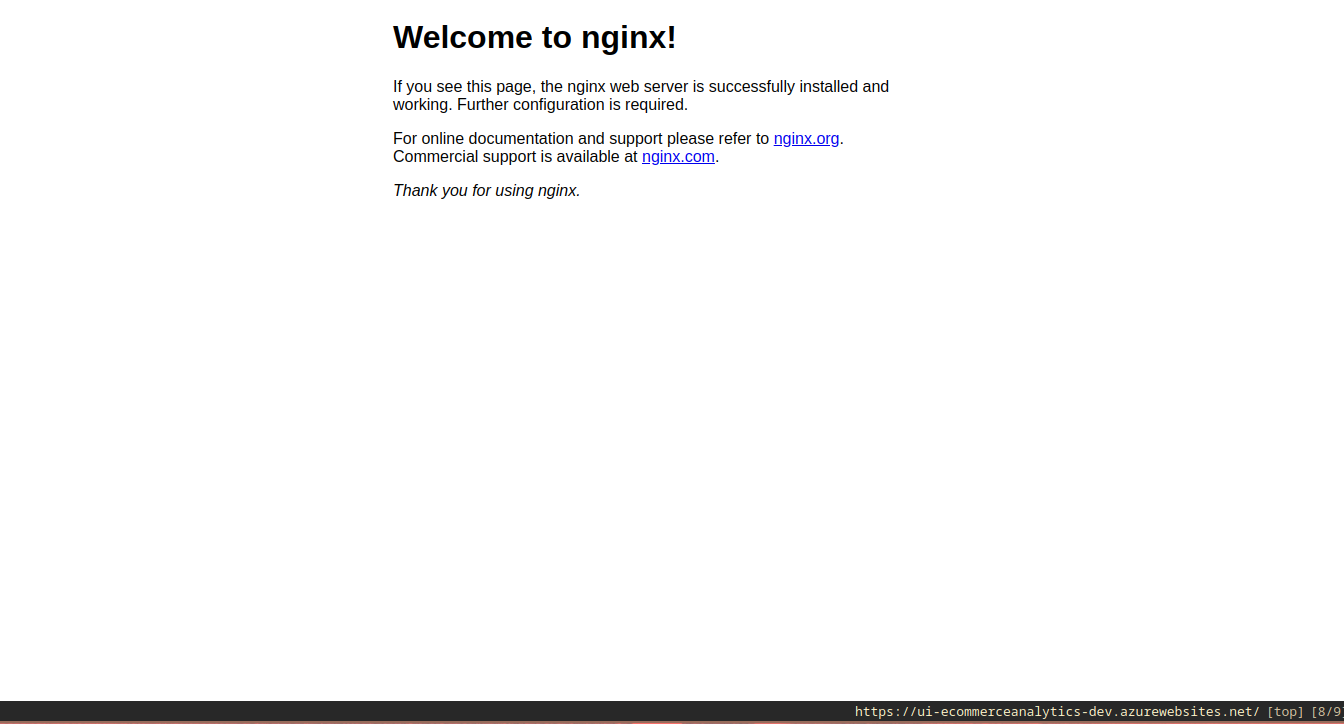 Welcome to nginx!
If you see this page, the nginx web server is successfully installed and
working. Further configuration is required.
For online documentation and support please refer to nginx.org.
Commercial support is available at nginx.com.
Thank you for using nginx.
https://ui-ecommerceanalytics-dev.azurewebsites.net/ [top] [8/9